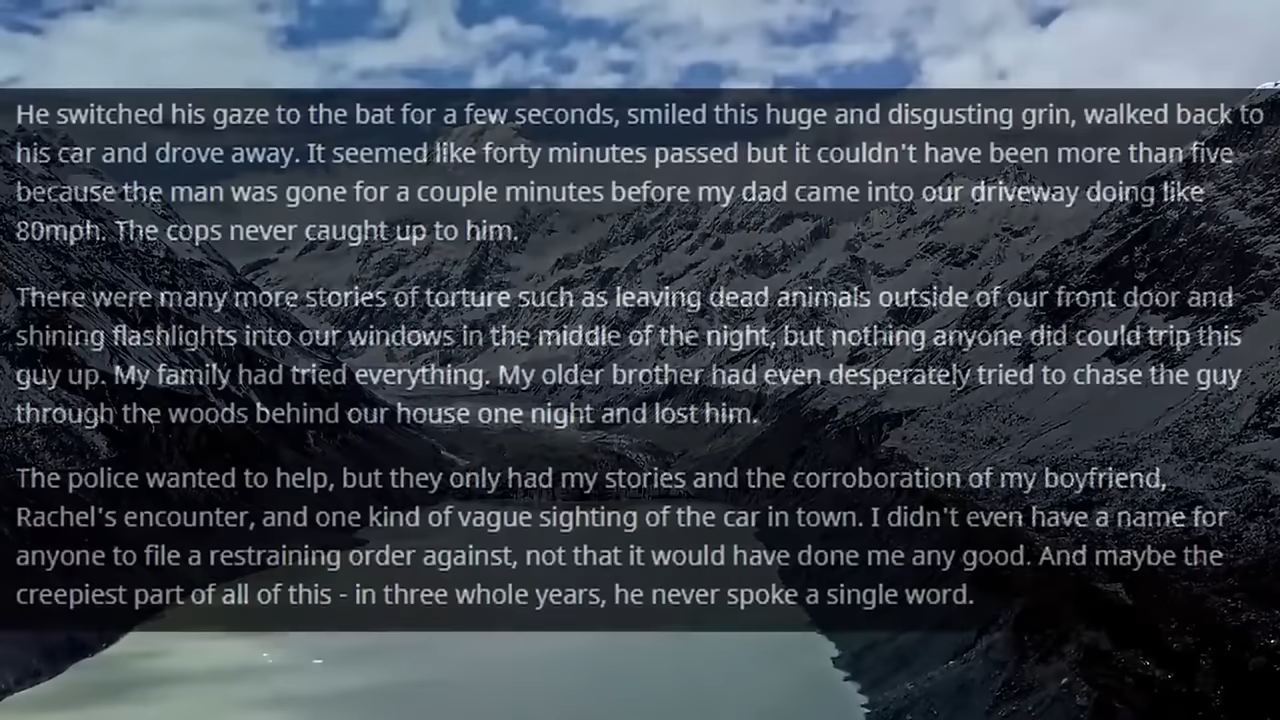 He switched his gaze to the bat for a few seconds, smiled this huge and disgusting grin, walked back to
his car and drove away. It seemed like forty minutes passed but it couldn't have been more than five
because the man was gone for a couple minutes before my dad came into our driveway doing like
80mph. The cops never caught up to him.
There were many more stories of torture such as leaving dead animals outside of our front door and
shining flashlights into our windows in the middle of the night, but nothing anyone did could trip this
guy up. My family had tried everything. My older brother had even desperately tried to chase the guy
through the woods behind our house one night and lost him.
The police wanted to help, but they only had my stories and the corroboration of my boyfriend,
Rachel's encounter, and one kind of vague sighting of the car in town. I didn't even have a name for
anyone to file a restraining order against, not that it would have done me any good. And maybe the
creepiest part of all of this - in three whole years, he never spoke a single word.